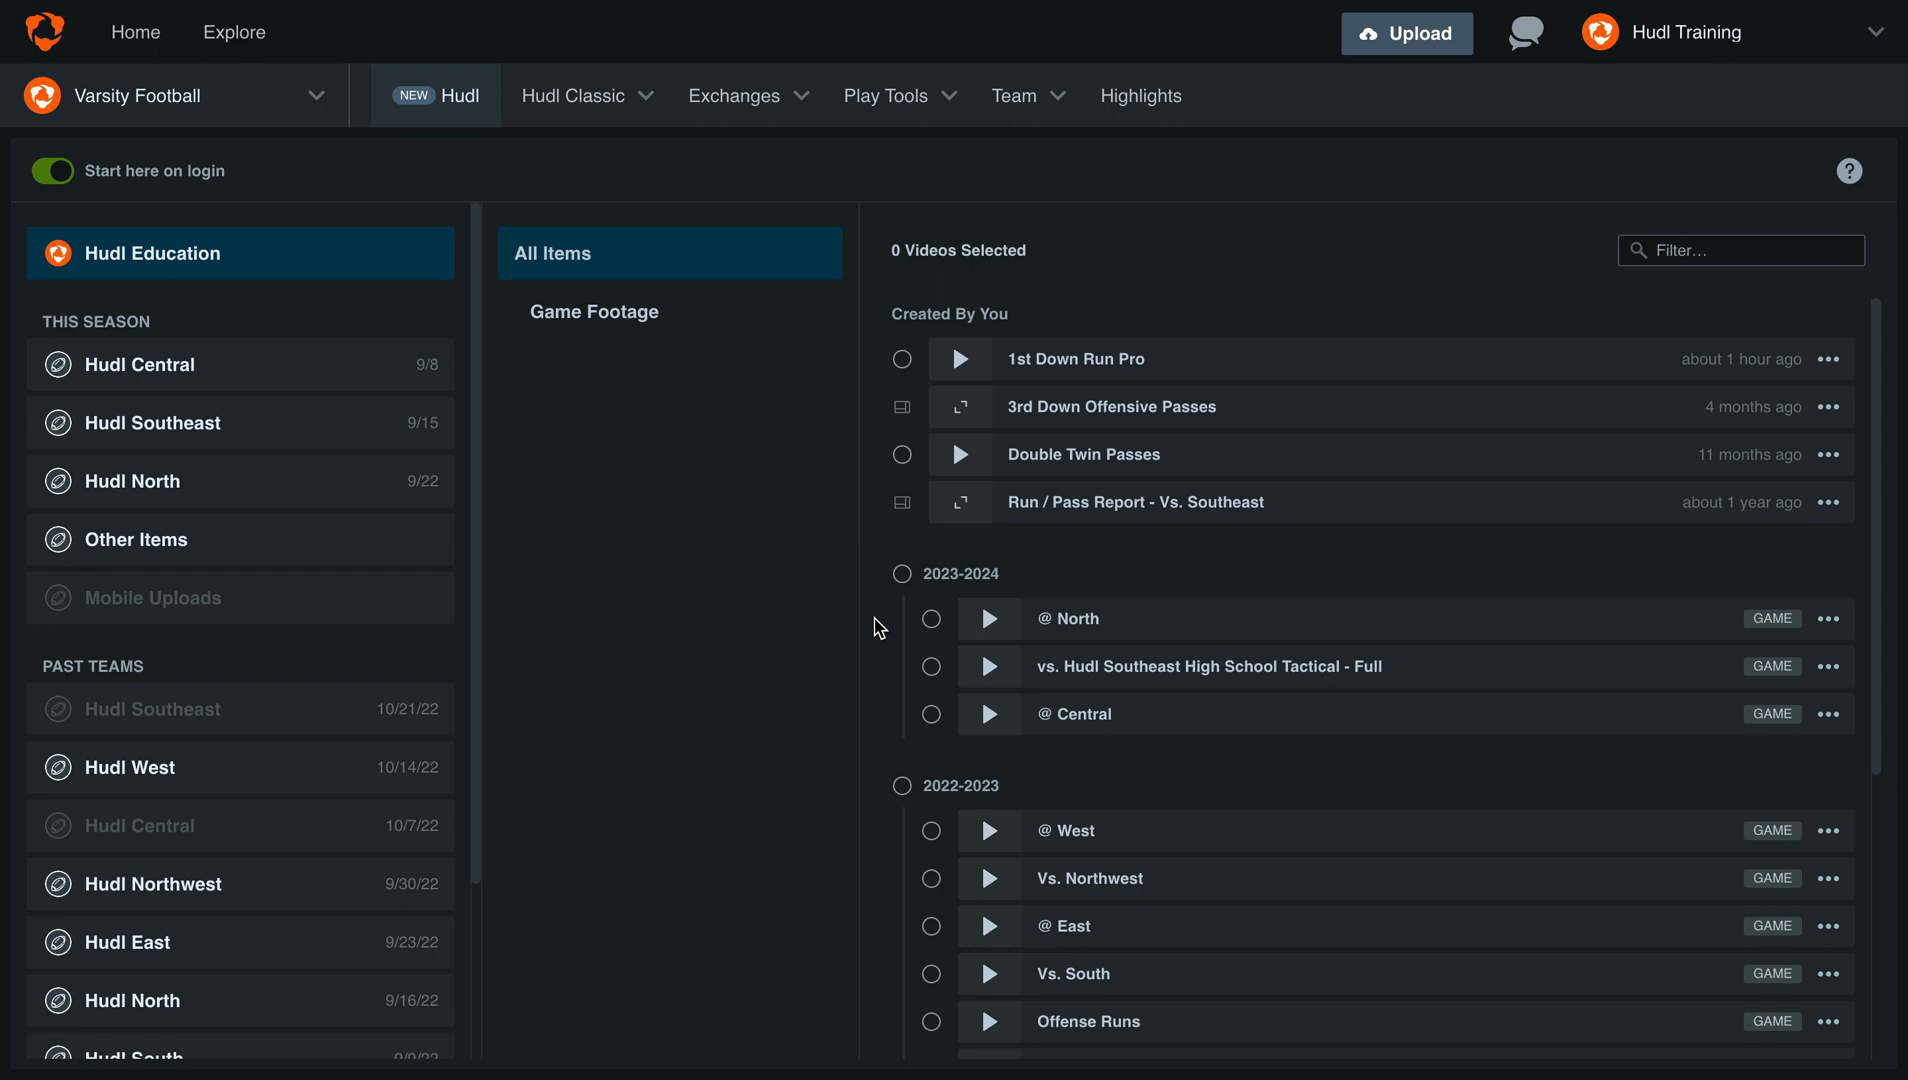 Home
Explore
Upload
Hudl Training
Varsity Football
NEW Hudl
Hudl Classic
Exchanges
Play Tools
Team
Highlights
Start here on login
?
Hudl Education
THIS SEASON
Hudl Central 9/8
Hudl Southeast 9/15
Hudl North 9/22
Other Items
Mobile Uploads
PAST TEAMS
Hudl Southeast 10/21/22
Hudl West 10/14/22
Hudl Central 10/7/22
Hudl Northwest 9/30/22
Hudl East 9/23/22
Hudl North 9/16/22
Hudl South 9/9/22
All Items
Game Footage
0 Videos Selected
Filter...
Created By You
1st Down Run Pro about 1 hour ago
3rd Down Offensive Passes 4 months ago
Double Twin Passes 11 months ago
Run / Pass Report - Vs. Southeast about 1 year ago
2023-2024
@ North GAME
vs. Hudl Southeast High School Tactical - Full GAME
@ Central GAME
2022-2023
@ West GAME
Vs. Northwest GAME
@ East GAME
Vs. South GAME
Offense Runs GAME